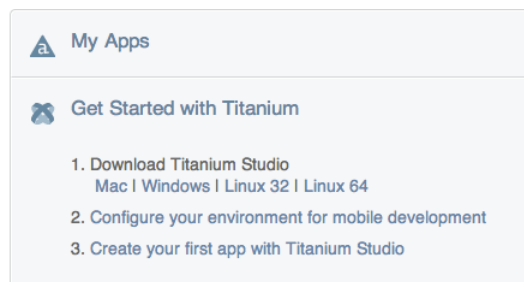 My Apps
Get Started with Titanium
1. Download Titanium Studio
Mac | Windows | Linux 32 | Linux 64
2. Configure your environment for mobile development
3. Create your first app with Titanium Studio